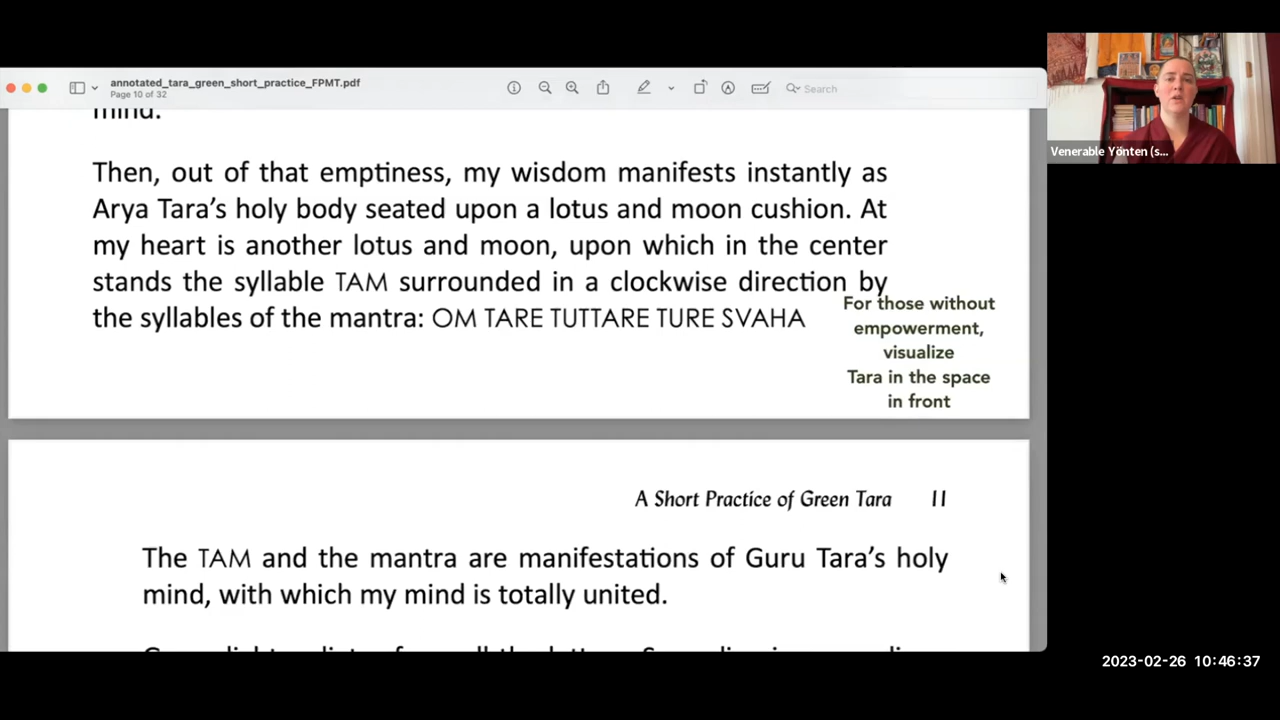 annotated_tara_green_short_practice_FPMT.pdf
Page 10 of 32
Search
mind.
Then, out of that emptiness, my wisdom manifests instantly as
Arya Tara's holy body seated upon a lotus and moon cushion. At
my heart is another lotus and moon, upon which in the center
stands the syllable TAM surrounded in a clockwise direction by
the syllables of the mantra: OM TARE TUTTARE TURE SVAHA
For those without
empowerment,
visualize
Tara in the space
in front
A Short Practice of Green Tara 11
The TAM and the mantra are manifestations of Guru Tara's holy
mind, with which my mind is totally united.
Venerable Yönten (s...
2023-02-26 10:46:37